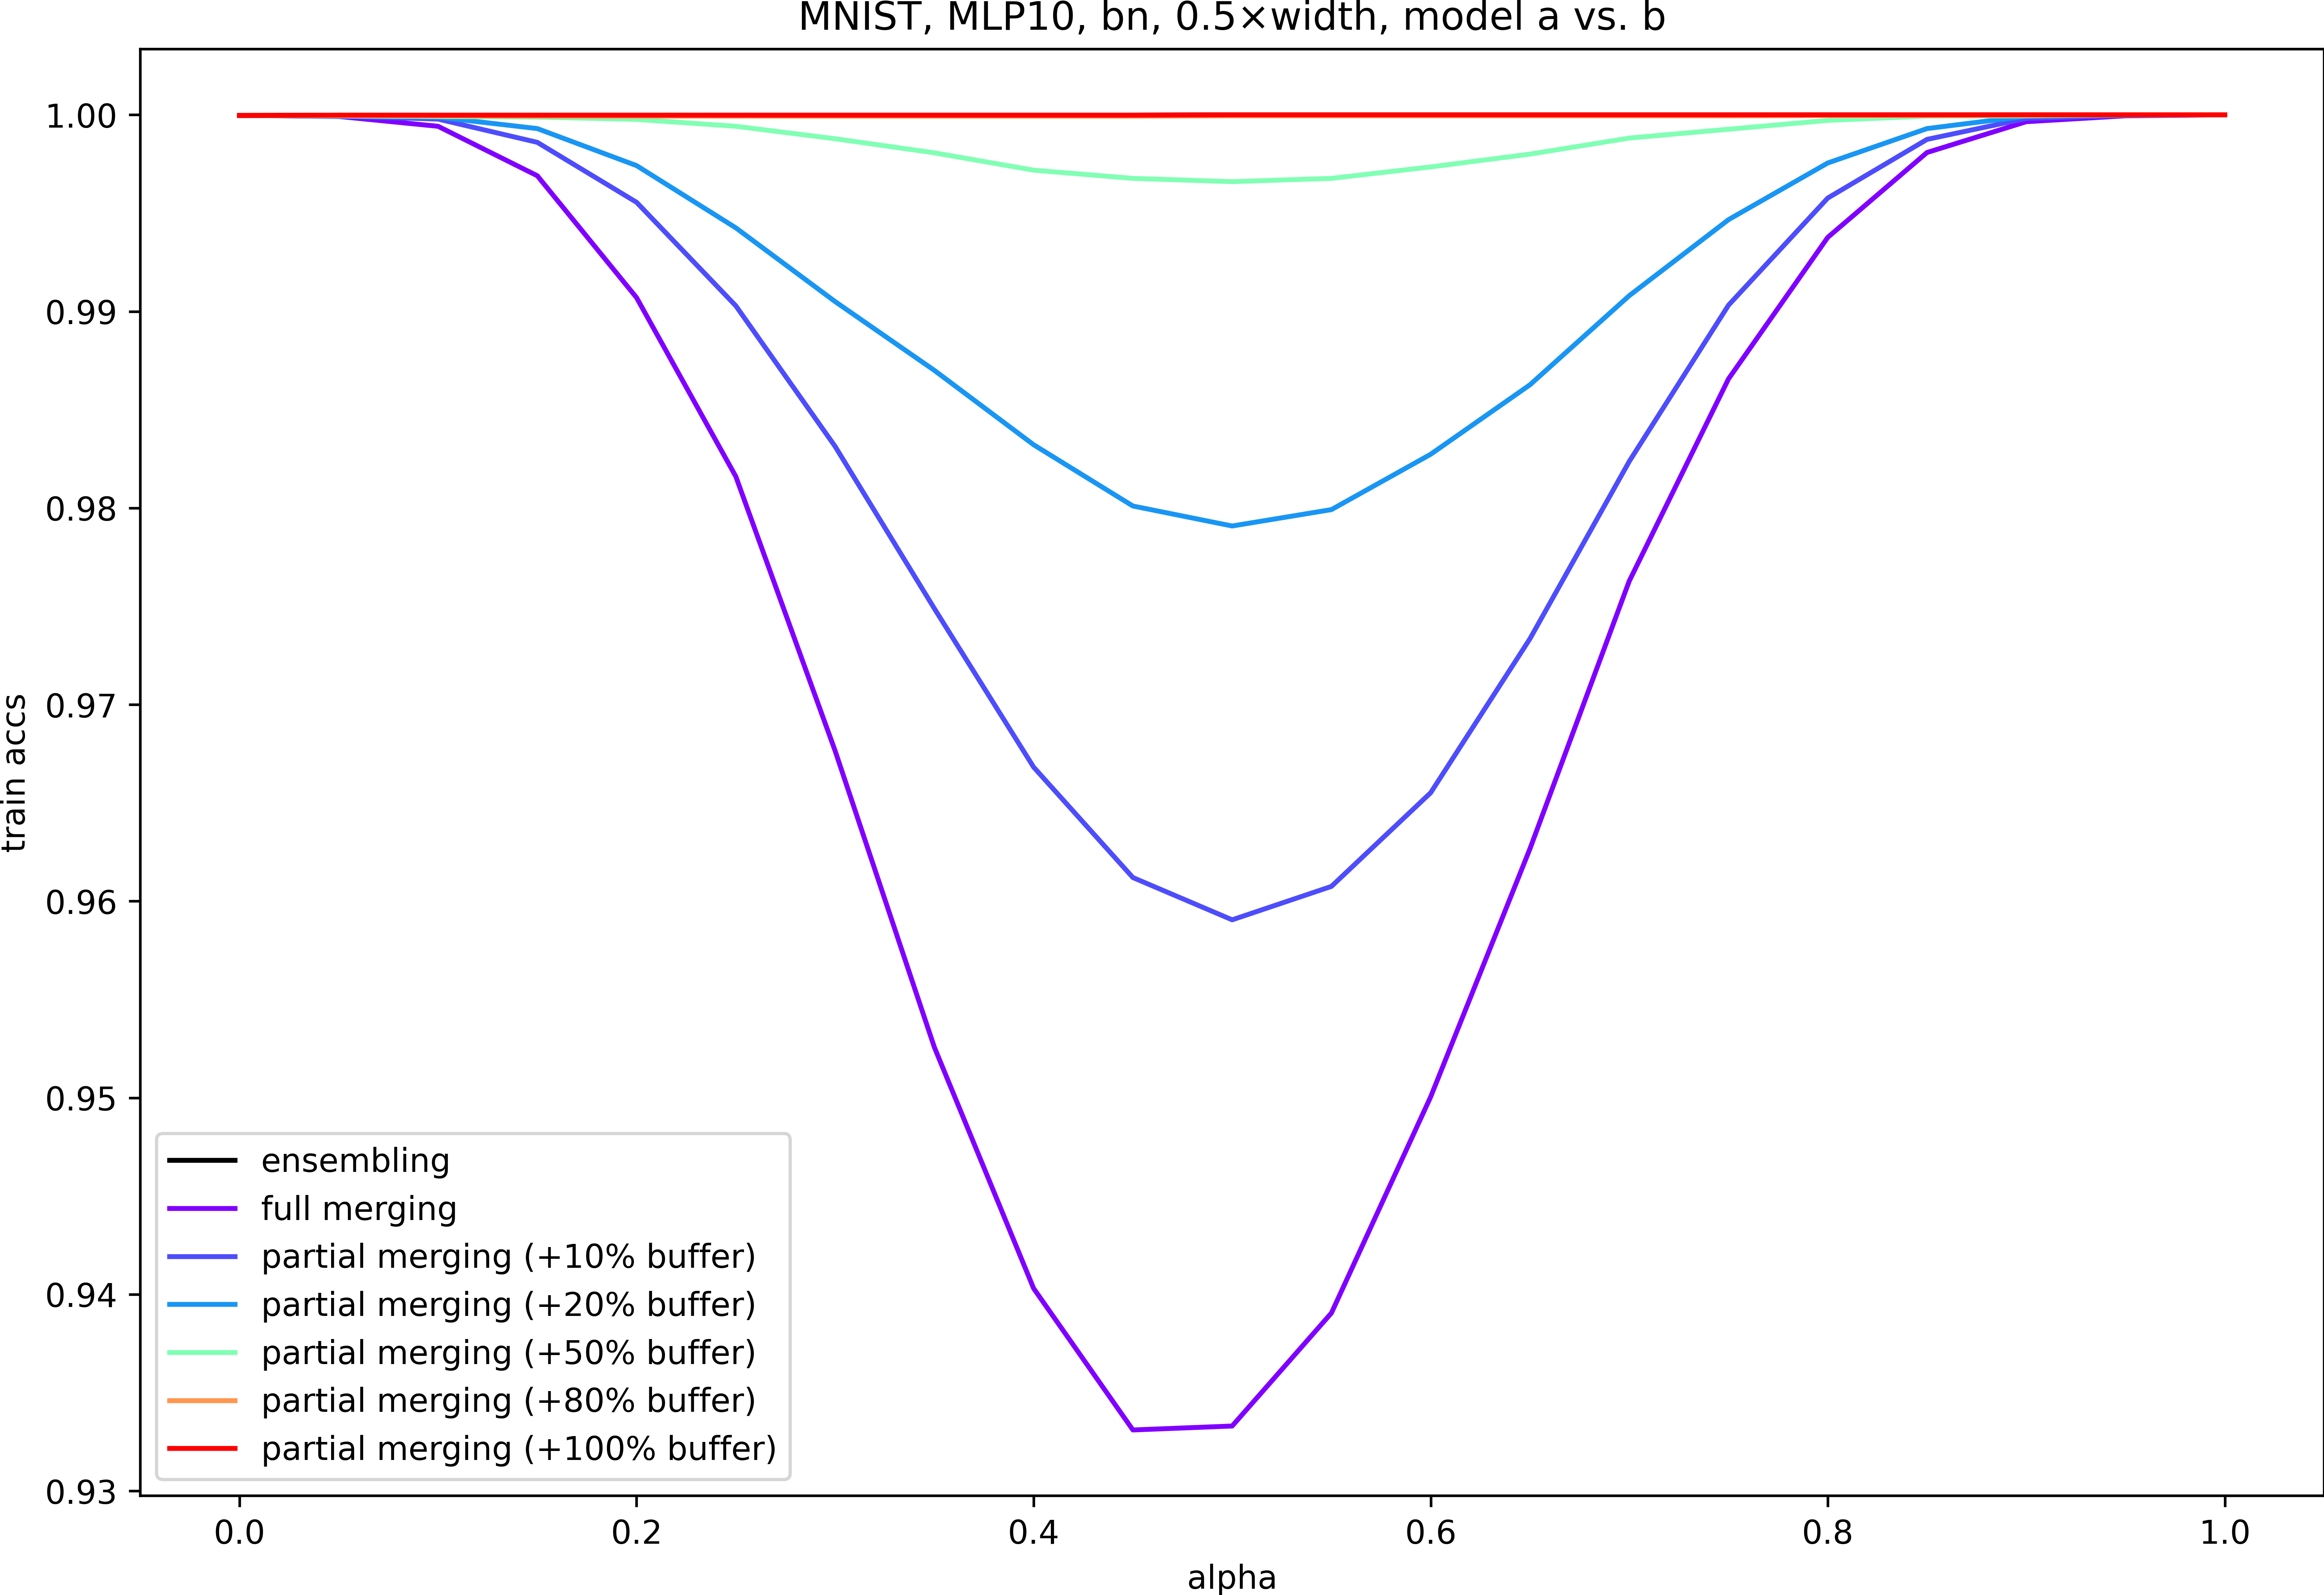 MNIST, MLP10, bn, 0.5×width, model a vs. b
1.00
0.99
0.98
0.97
0.96
0.95
0.94
0.93
train accs
ensembling
full merging
partial merging (+10% buffer)
partial merging (+20% buffer)
partial merging (+50% buffer)
partial merging (+80% buffer)
partial merging (+100% buffer)
0.0 0.2 0.4 0.6 0.8 1.0
alpha